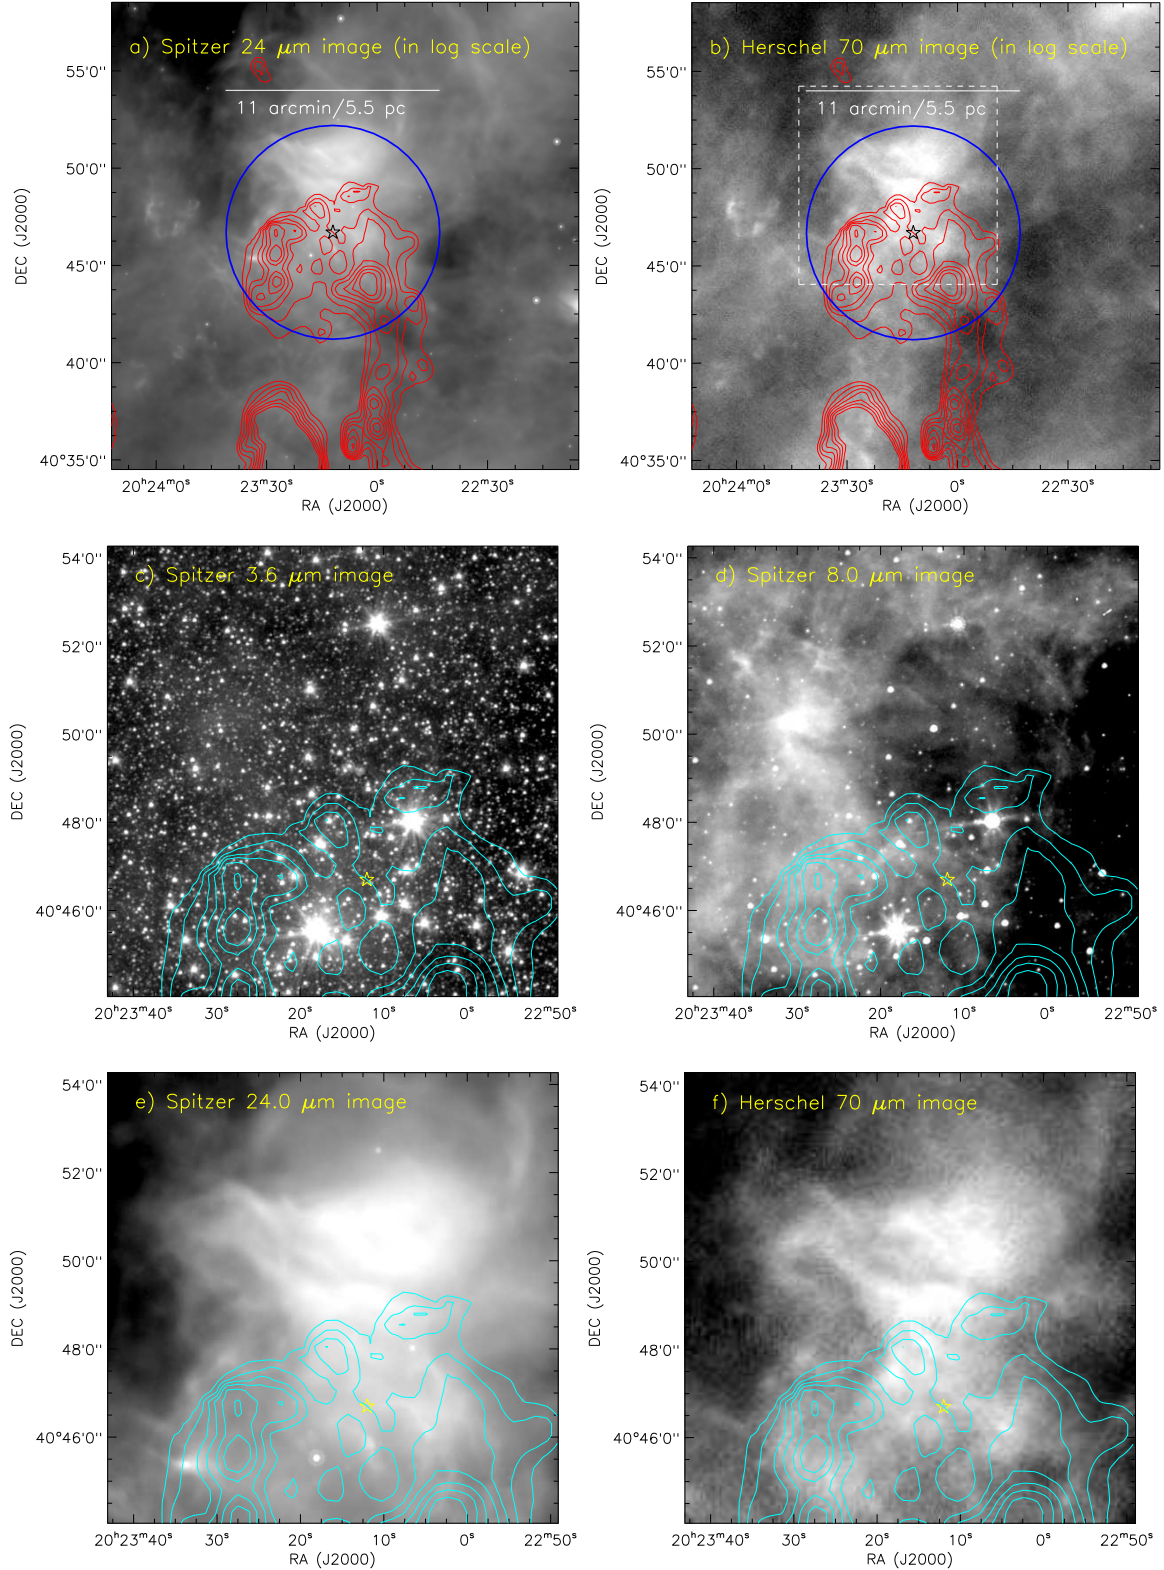 a) Spitzer 24 μm image (in log scale)
11 arcmin/5.5 pc
55'0''
50'0''
45'0''
40'0''
40°35'0''
DEC (J2000)
20ʰ24ᵐ0ˢ
23ᵐ30ˢ
0ˢ
22ᵐ30ˢ
RA (J2000)
b) Herschel 70 μm image (in log scale)
11 arcmin/5.5 pc
55'0''
50'0''
45'0''
40'0''
40°35'0''
DEC (J2000)
20ʰ24ᵐ0ˢ
23ᵐ30ˢ
0ˢ
22ᵐ30ˢ
RA (J2000)
c) Spitzer 3.6 μm image
54'0''
52'0''
50'0''
48'0''
40°46'0''
DEC (J2000)
20ʰ23ᵐ40ˢ
30ˢ
20ˢ
10ˢ
0ˢ
22ᵐ50ˢ
RA (J2000)
d) Spitzer 8.0 μm image
54'0''
52'0''
50'0''
48'0''
40°46'0''
DEC (J2000)
20ʰ23ᵐ40ˢ
30ˢ
20ˢ
10ˢ
0ˢ
22ᵐ50ˢ
RA (J2000)
e) Spitzer 24.0 μm image
54'0''
52'0''
50'0''
48'0''
40°46'0''
DEC (J2000)
20ʰ23ᵐ40ˢ
30ˢ
20ˢ
10ˢ
0ˢ
22ᵐ50ˢ
RA (J2000)
f) Herschel 70 μm image
54'0''
52'0''
50'0''
48'0''
40°46'0''
DEC (J2000)
20ʰ23ᵐ40ˢ
30ˢ
20ˢ
10ˢ
0ˢ
22ᵐ50ˢ
RA (J2000)